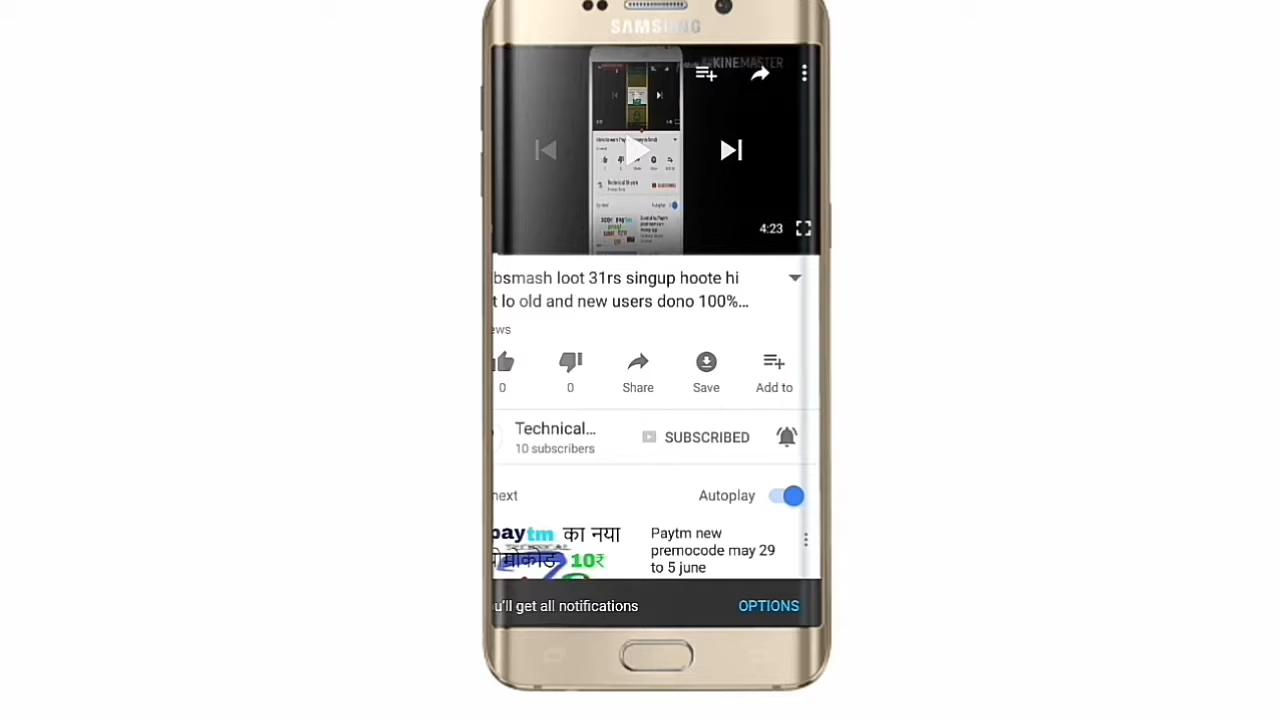 SAMSUNG
KINEMASTER
4:23
bsmash loot 31rs singup hoote hi
t lo old and new users dono 100%...
ews
0
0
Share
Save
Add to
Technical...
SUBSCRIBED
10 subscribers
next
Autoplay
paytm का नया
10₹
Paytm new
premocode may 29
to 5 june
u'll get all notifications
OPTIONS